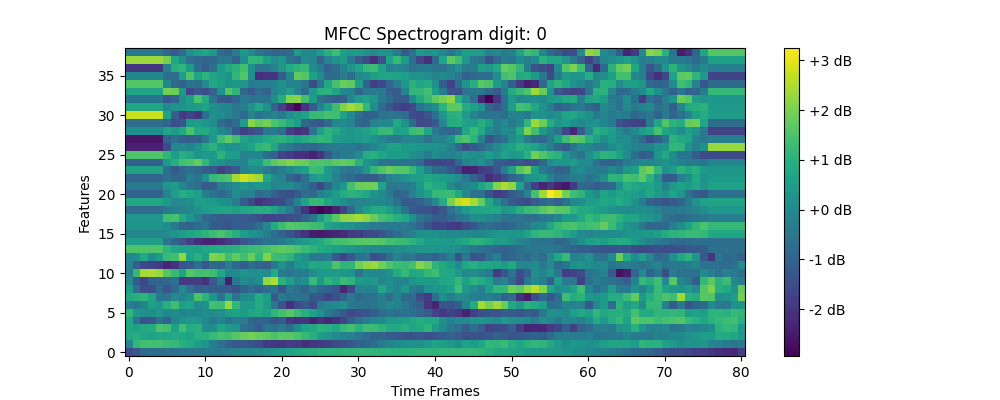 MFCC Spectrogram digit: 0
Features
35
30
25
20
15
10
5
0
0 10 20 30 40 50 60 70 80
Time Frames
+3 dB
+2 dB
+1 dB
+0 dB
-1 dB
-2 dB